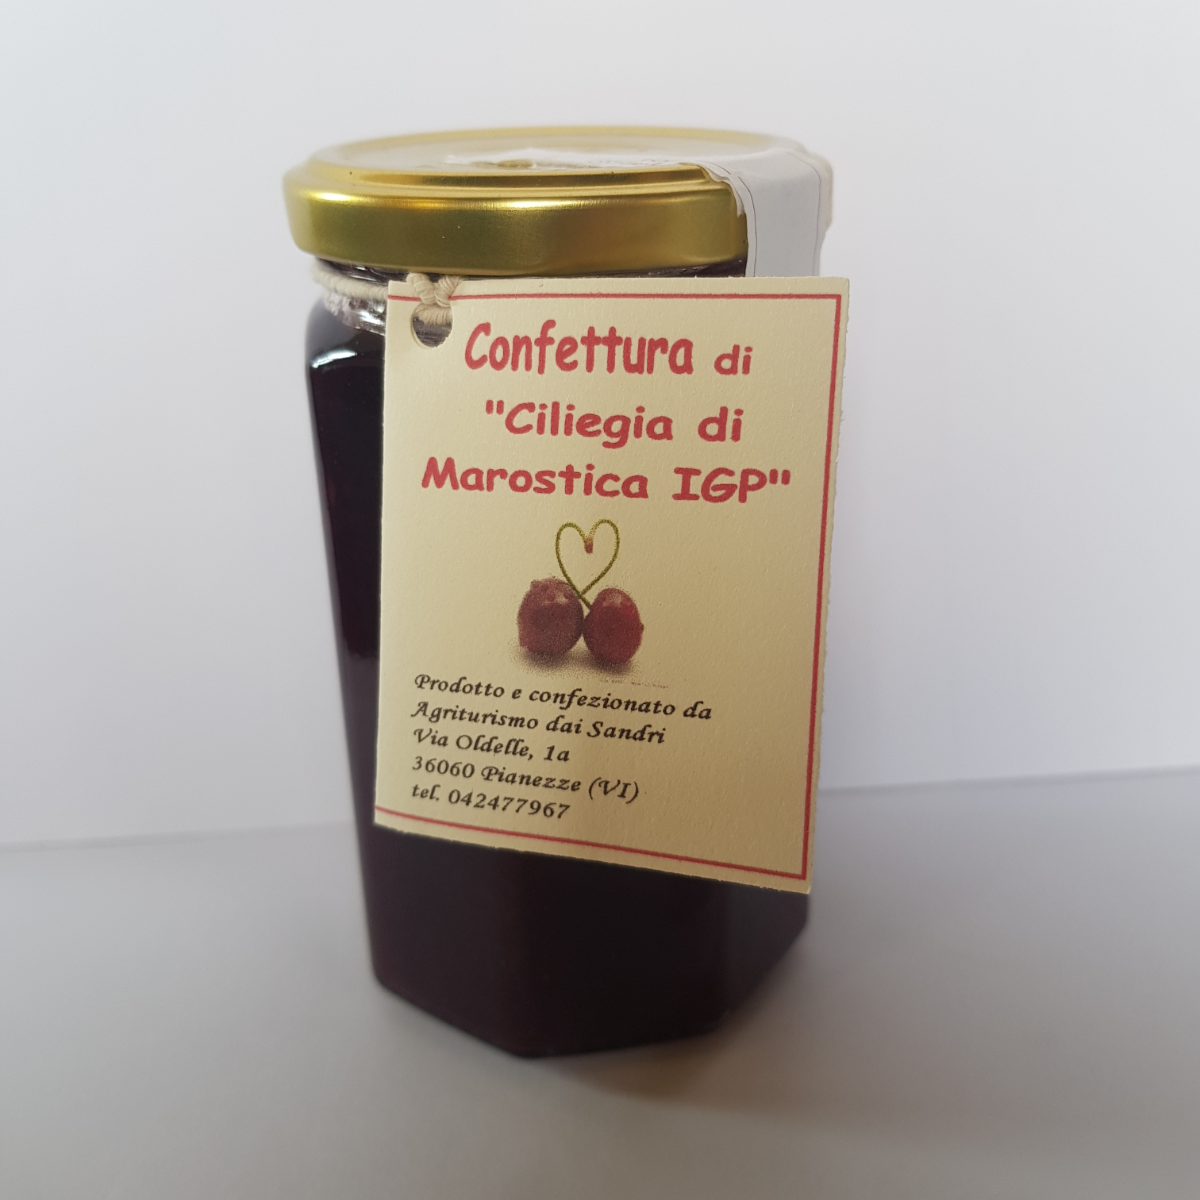 Confettura di
"Ciliegia di
Marostica IGP"
Prodotto e confezionato da
Agriturismo dai Sandri
Via Oldelle, 1a
36060 Pianezze (VI)
tel. 042477967